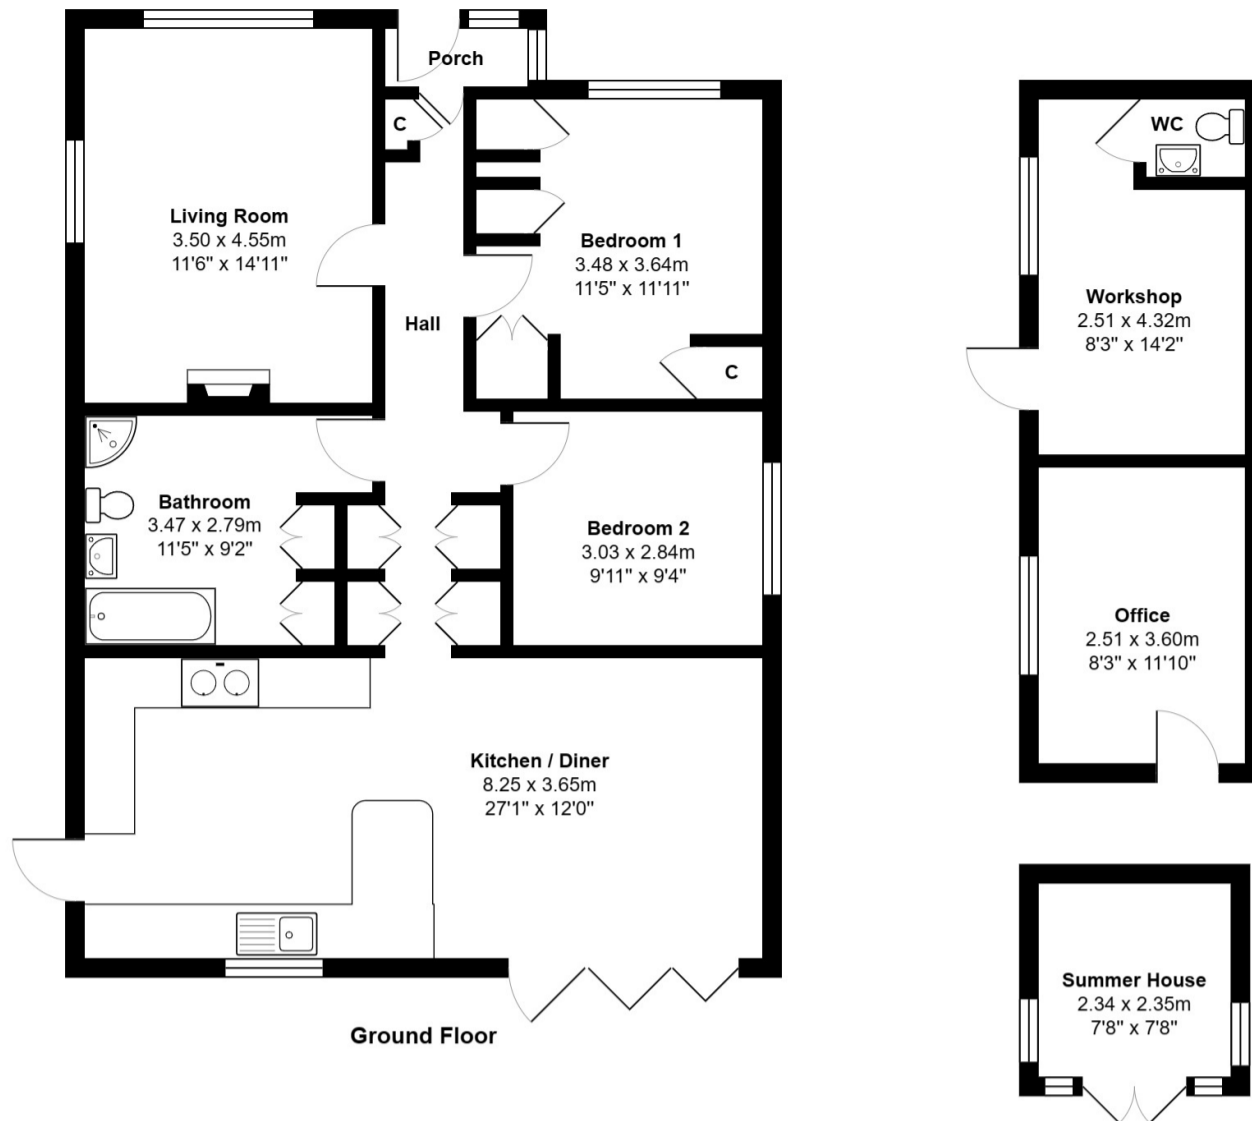 Porch
C
Living Room
3.50 x 4.55m
11'6" x 14'11"
Bedroom 1
3.48 x 3.64m
11'5" x 11'11"
Hall
C
Bathroom
3.47 x 2.79m
11'5" x 9'2"
Bedroom 2
3.03 x 2.84m
9'11" x 9'4"
Kitchen / Diner
8.25 x 3.65m
27'1" x 12'0"
Ground Floor
WC
Workshop
2.51 x 4.32m
8'3" x 14'2"
Office
2.51 x 3.60m
8'3" x 11'10"
Summer House
2.34 x 2.35m
7'8" x 7'8"